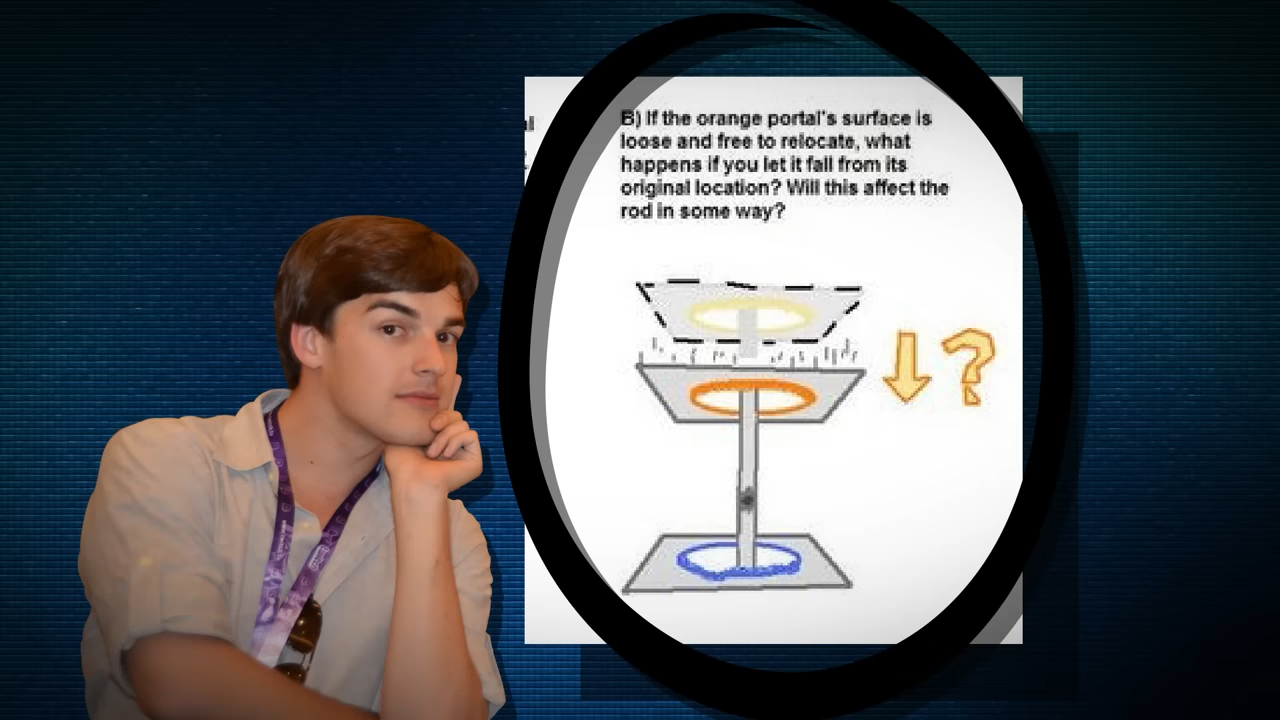 B) If the orange portal's surface is
loose and free to relocate, what
happens if you let it fall from its
original location? Will this affect the
rod in some way?
?